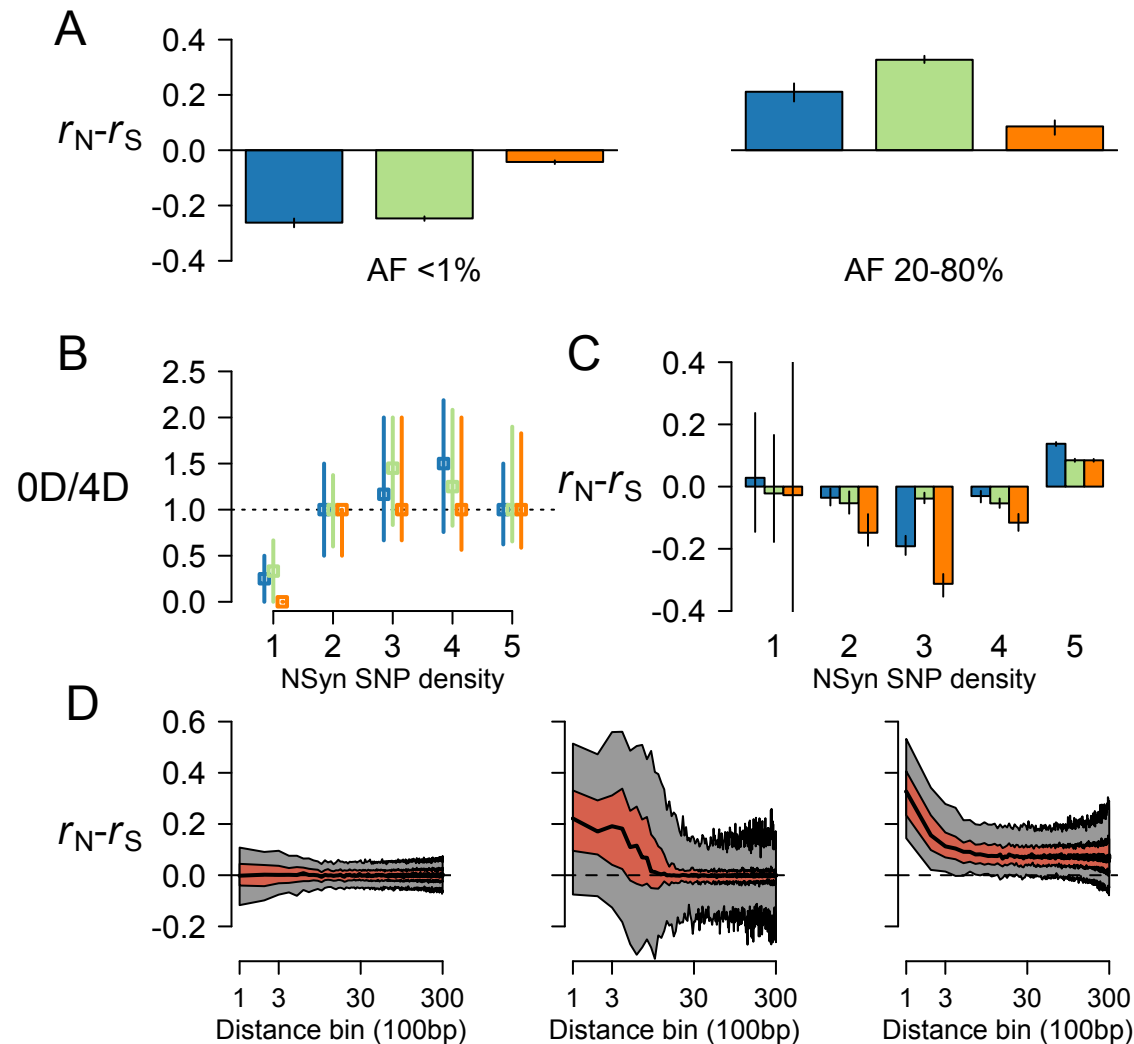 A
0.4
0.2
0.0
-0.2
-0.4
rN-rS
AF <1%
AF 20-80%
B
2.5
2.0
1.5
1.0
0.5
0.0
0D/4D
1 2 3 4 5
NSyn SNP density
C
0.4
0.2
0.0
-0.2
-0.4
rN-rS
1 2 3 4 5
NSyn SNP density
D
0.6
0.4
0.2
0.0
-0.2
rN-rS
1 3 30 300
Distance bin (100bp)
1 3 30 300
Distance bin (100bp)
1 3 30 300
Distance bin (100bp)